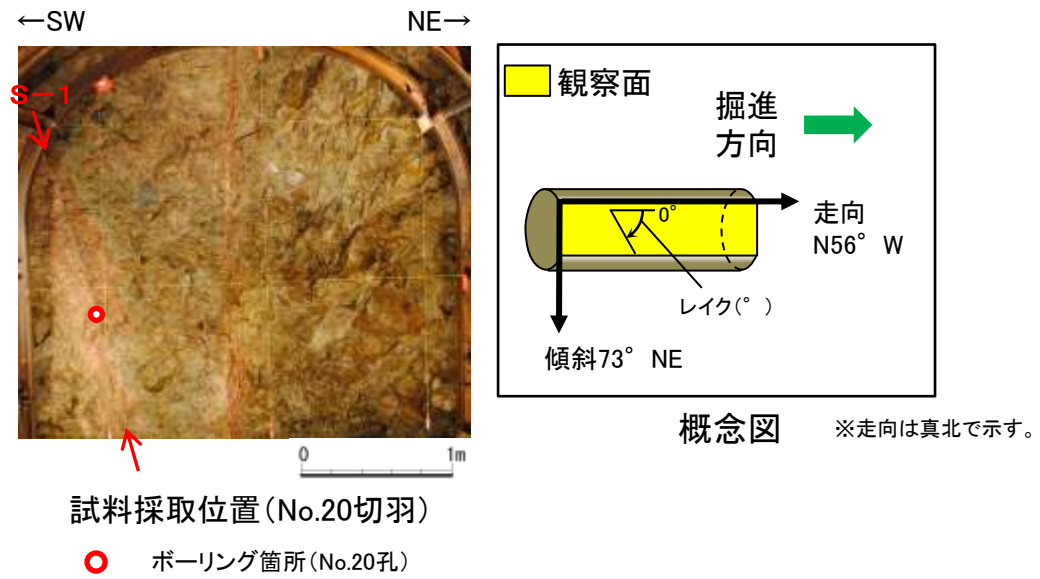 ←SW
NE→
S-1
0
1m
試料採取位置(No.20切羽)
ボーリング箇所(No.20孔)
観察面
掘進
方向
0°
走向
N56° W
レイク(° )
傾斜73° NE
概念図
※走向は真北で示す。